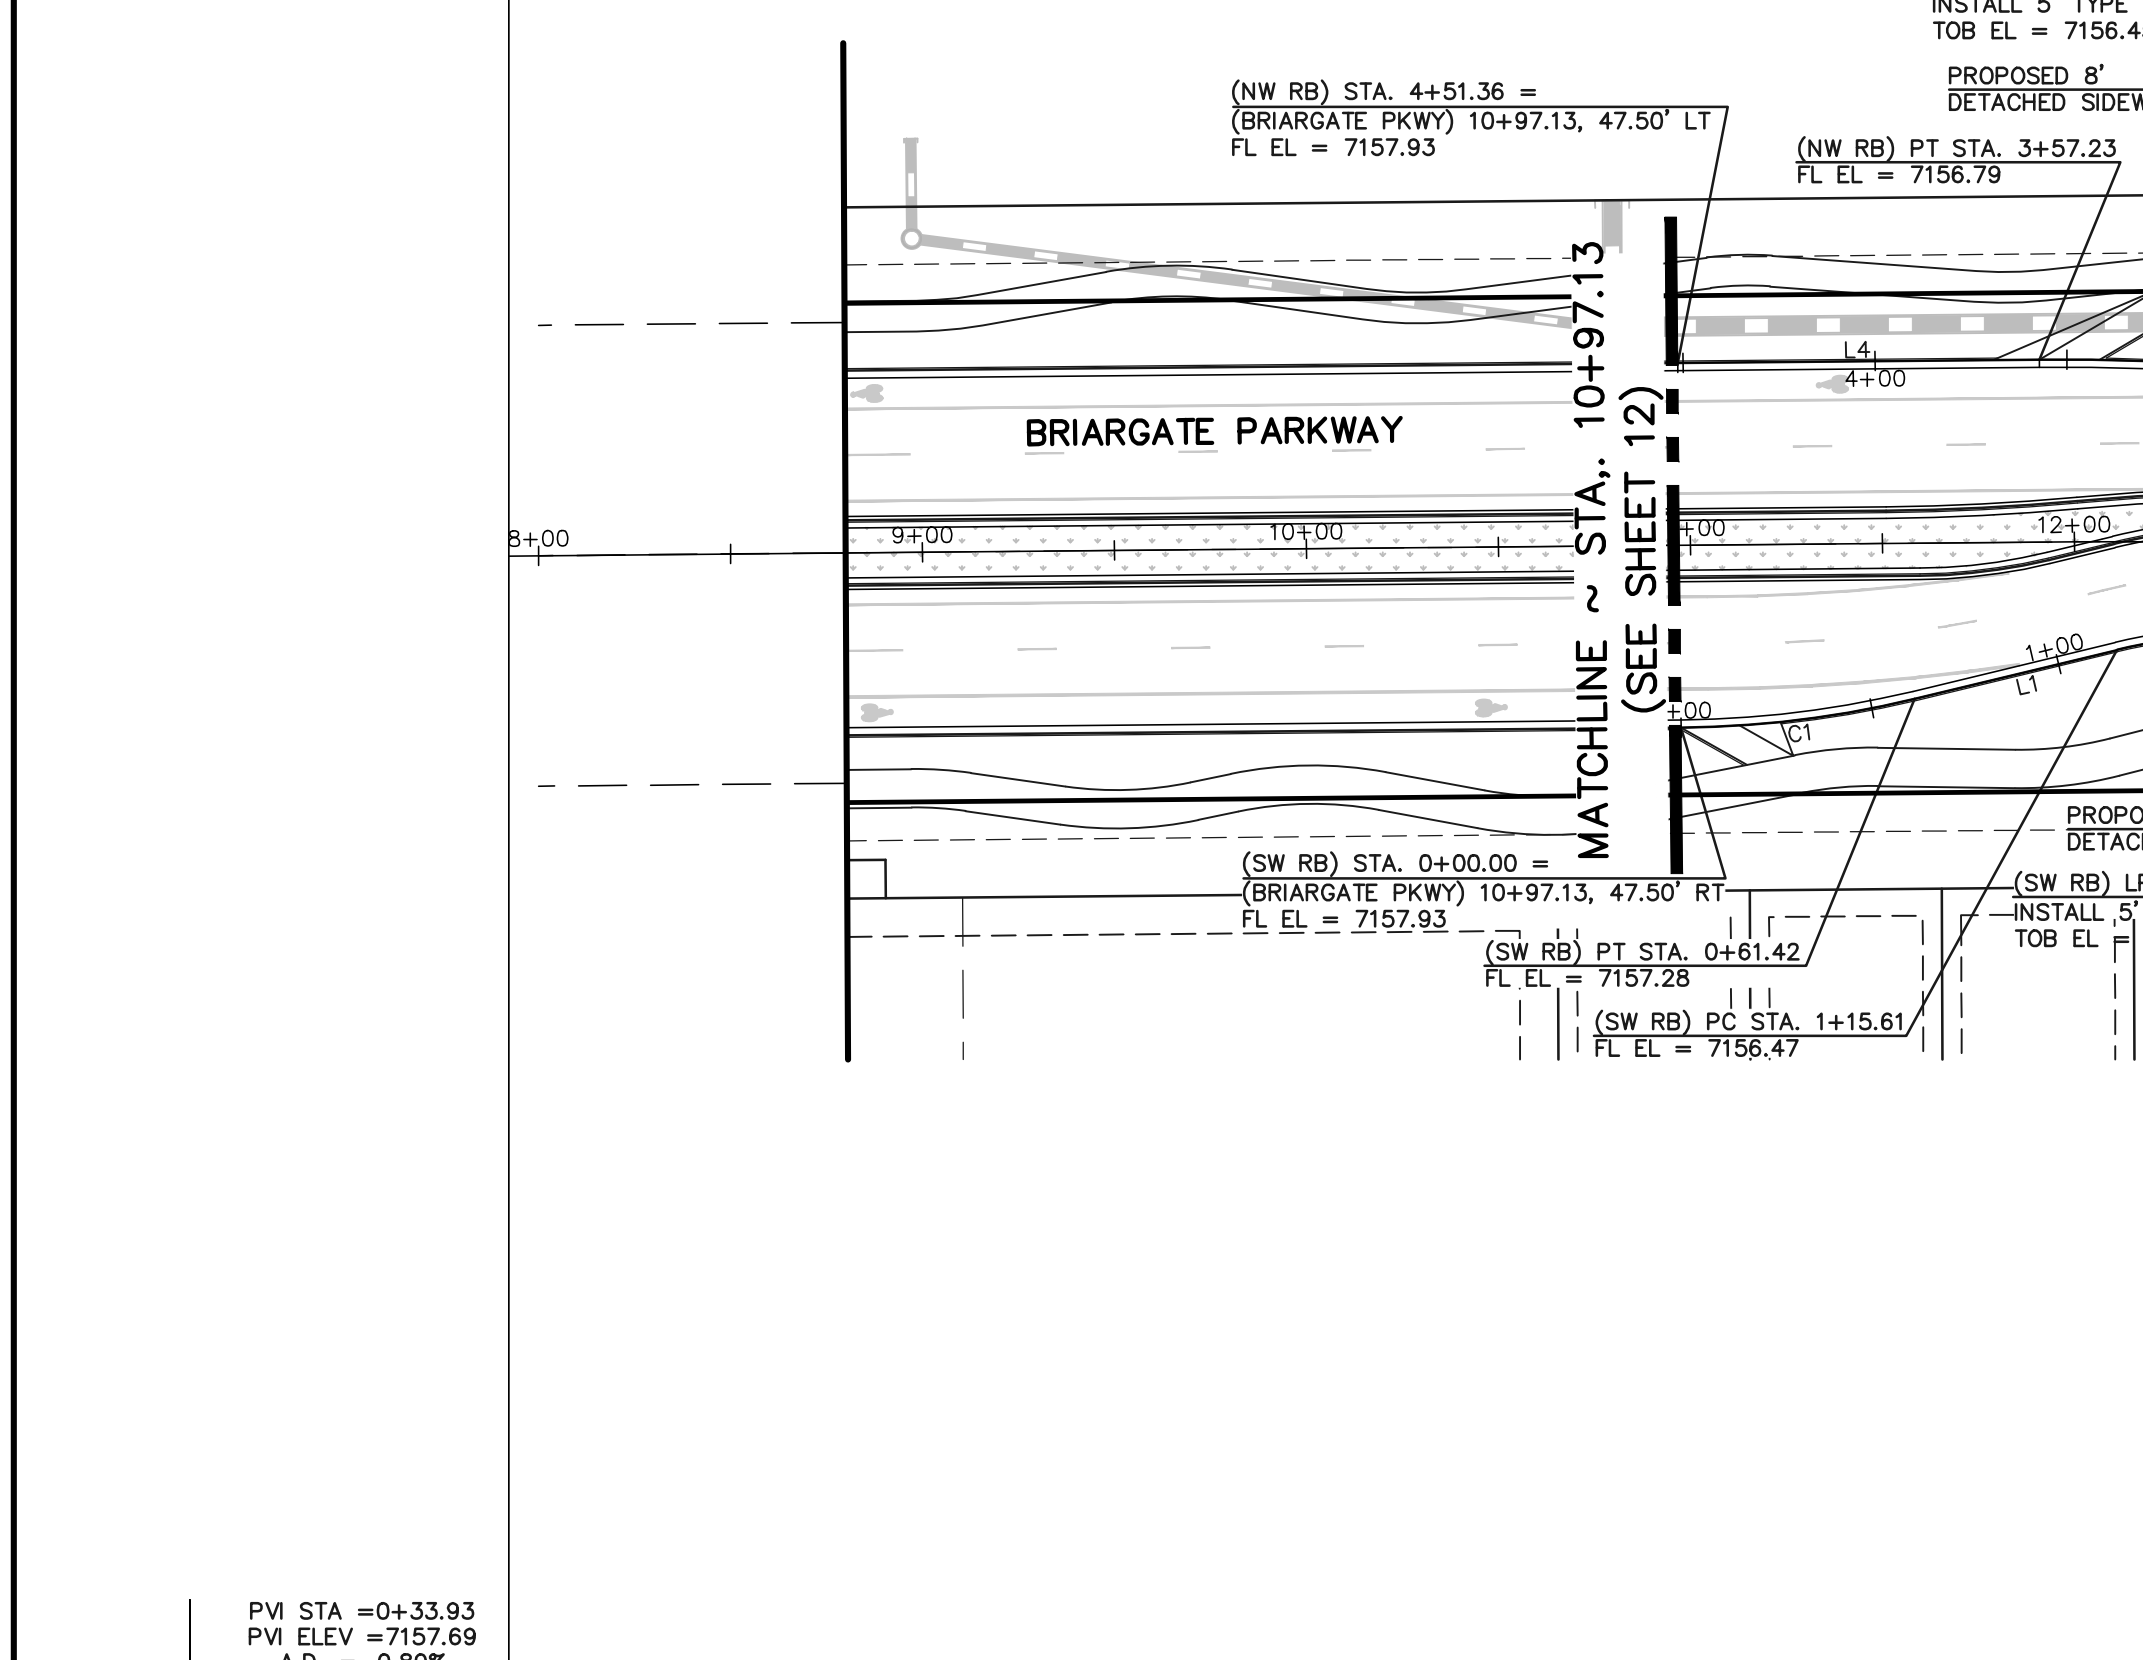 INSTALL 5' TYPE
TOB EL = 7156.4
PROPOSED 8'
DETACHED SIDEW
(NW RB) STA. 4+51.36 =
(BRIARGATE PKWY) 10+97.13, 47.50' LT
FL EL = 7157.93
(NW RB) PT STA. 3+57.23
FL EL = 7156.79
L4
4+00
BRIARGATE PARKWAY
MATCHLINE ~ STA,. 10+97.13
(SEE SHEET 12)
8+00
9+00
10+00
+00
12+00
1+00
L1
+00
C1
PROPO
DETAC
(SW RB) STA. 0+00.00 =
(BRIARGATE PKWY) 10+97.13, 47.50' RT
FL EL = 7157.93
(SW RB)
INSTALL 5'
TOB EL =
(SW RB) PT STA. 0+61.42
FL EL = 7157.28
(SW RB) PC STA. 1+15.61
FL EL = 7156.47
PVI STA =0+33.93
PVI ELEV =7157.69